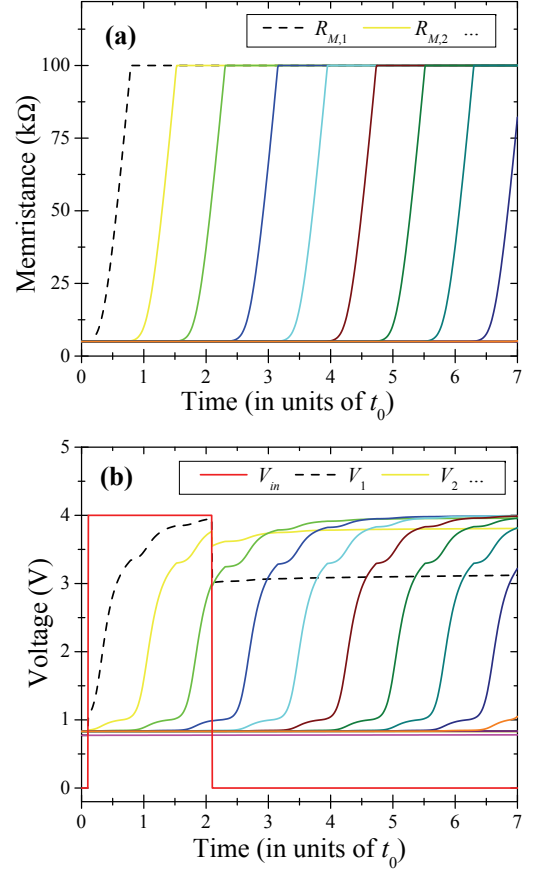 (a)
R_{M,1} R_{M,2} ...
100
75
50
25
0
Memristance (kΩ)
0 1 2 3 4 5 6 7
Time (in units of t_0)
(b)
V_{in} V_1 V_2 ...
5
4
3
2
1
0
Voltage (V)
0 1 2 3 4 5 6 7
Time (in units of t_0)